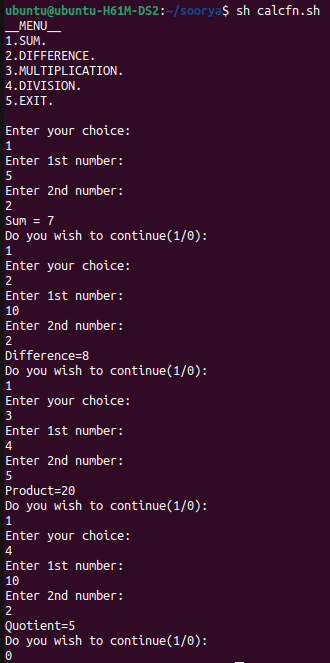 ubuntu@ubuntu-H61M-DS2:~/soorya$ sh calcfn.sh
__MENU__
1.SUM.
2.DIFFERENCE.
3.MULTIPLICATION.
4.DIVISION.
5.EXIT.
Enter your choice:
1
Enter 1st number:
5
Enter 2nd number:
2
Sum = 7
Do you wish to continue(1/0):
1
Enter your choice:
2
Enter 1st number:
10
Enter 2nd number:
2
Difference=8
Do you wish to continue(1/0):
1
Enter your choice:
3
Enter 1st number:
4
Enter 2nd number:
5
Product=20
Do you wish to continue(1/0):
1
Enter your choice:
4
Enter 1st number:
10
Enter 2nd number:
2
Quotient=5
Do you wish to continue(1/0):
0